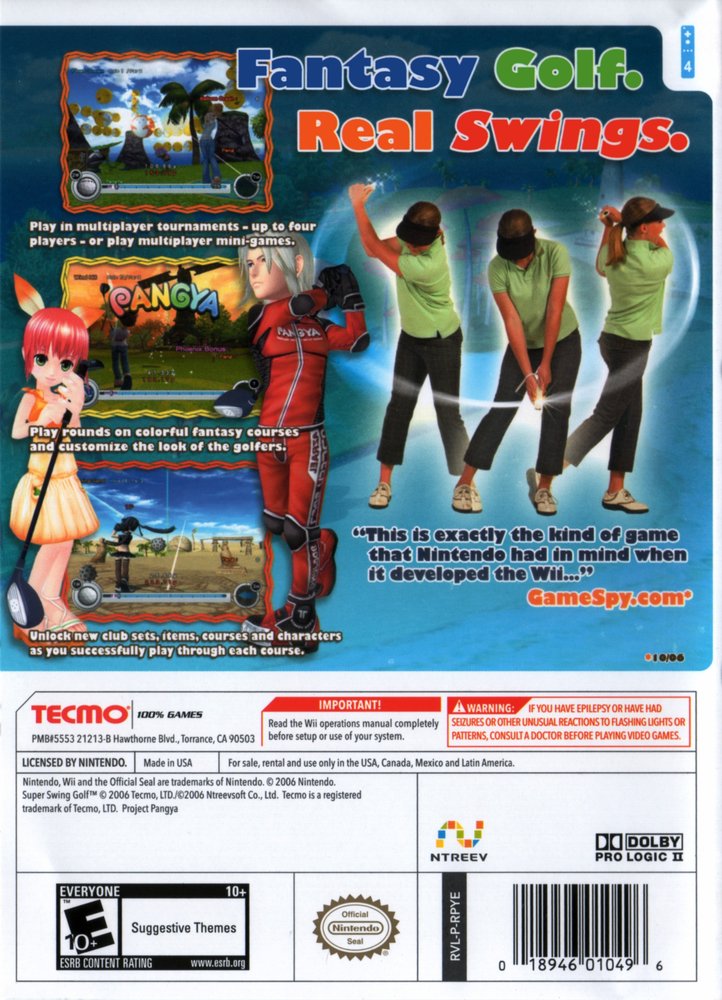 Fantasy Golf.
Real Swings.
4
Play in multiplayer tournaments - up to four
players - or play multiplayer mini-games.
PANGYA
Phoenix Bonus
PANGYA
Play rounds on colorful fantasy courses
and customize the look of the golfers.
Unlock new club sets, items, courses and characters
as you successfully play through each course.
“This is exactly the kind of game
that Nintendo had in mind when
it developed the Wii...”
GameSpy.com*
*10/06
TECMO® 100% GAMES
PMB#5553 21213-B Hawthorne Blvd., Torrance, CA 90503
IMPORTANT!
Read the Wii operations manual completely
before setup or use of your system.
WARNING: IF YOU HAVE EPILEPSY OR HAVE HAD
SEIZURES OR OTHER UNUSUAL REACTIONS TO FLASHING LIGHTS OR
PATTERNS, CONSULT A DOCTOR BEFORE PLAYING VIDEO GAMES.
LICENSED BY NINTENDO. Made in USA For sale, rental and use only in the USA, Canada, Mexico and Latin America.
Nintendo, Wii and the Official Seal are trademarks of Nintendo. © 2006 Nintendo.
Super Swing Golf™ © 2006 Tecmo, LTD./©2006 Ntreevsoft Co., Ltd. Tecmo is a registered
trademark of Tecmo, LTD. Project Pangya
NTREEV
DOLBY
PRO LOGIC II
EVERYONE 10+
E
10+
™
Suggestive Themes
ESRB CONTENT RATING www.esrb.org
Official
Nintendo
Seal
RVL-P-RPYE
0 18946 01049 6